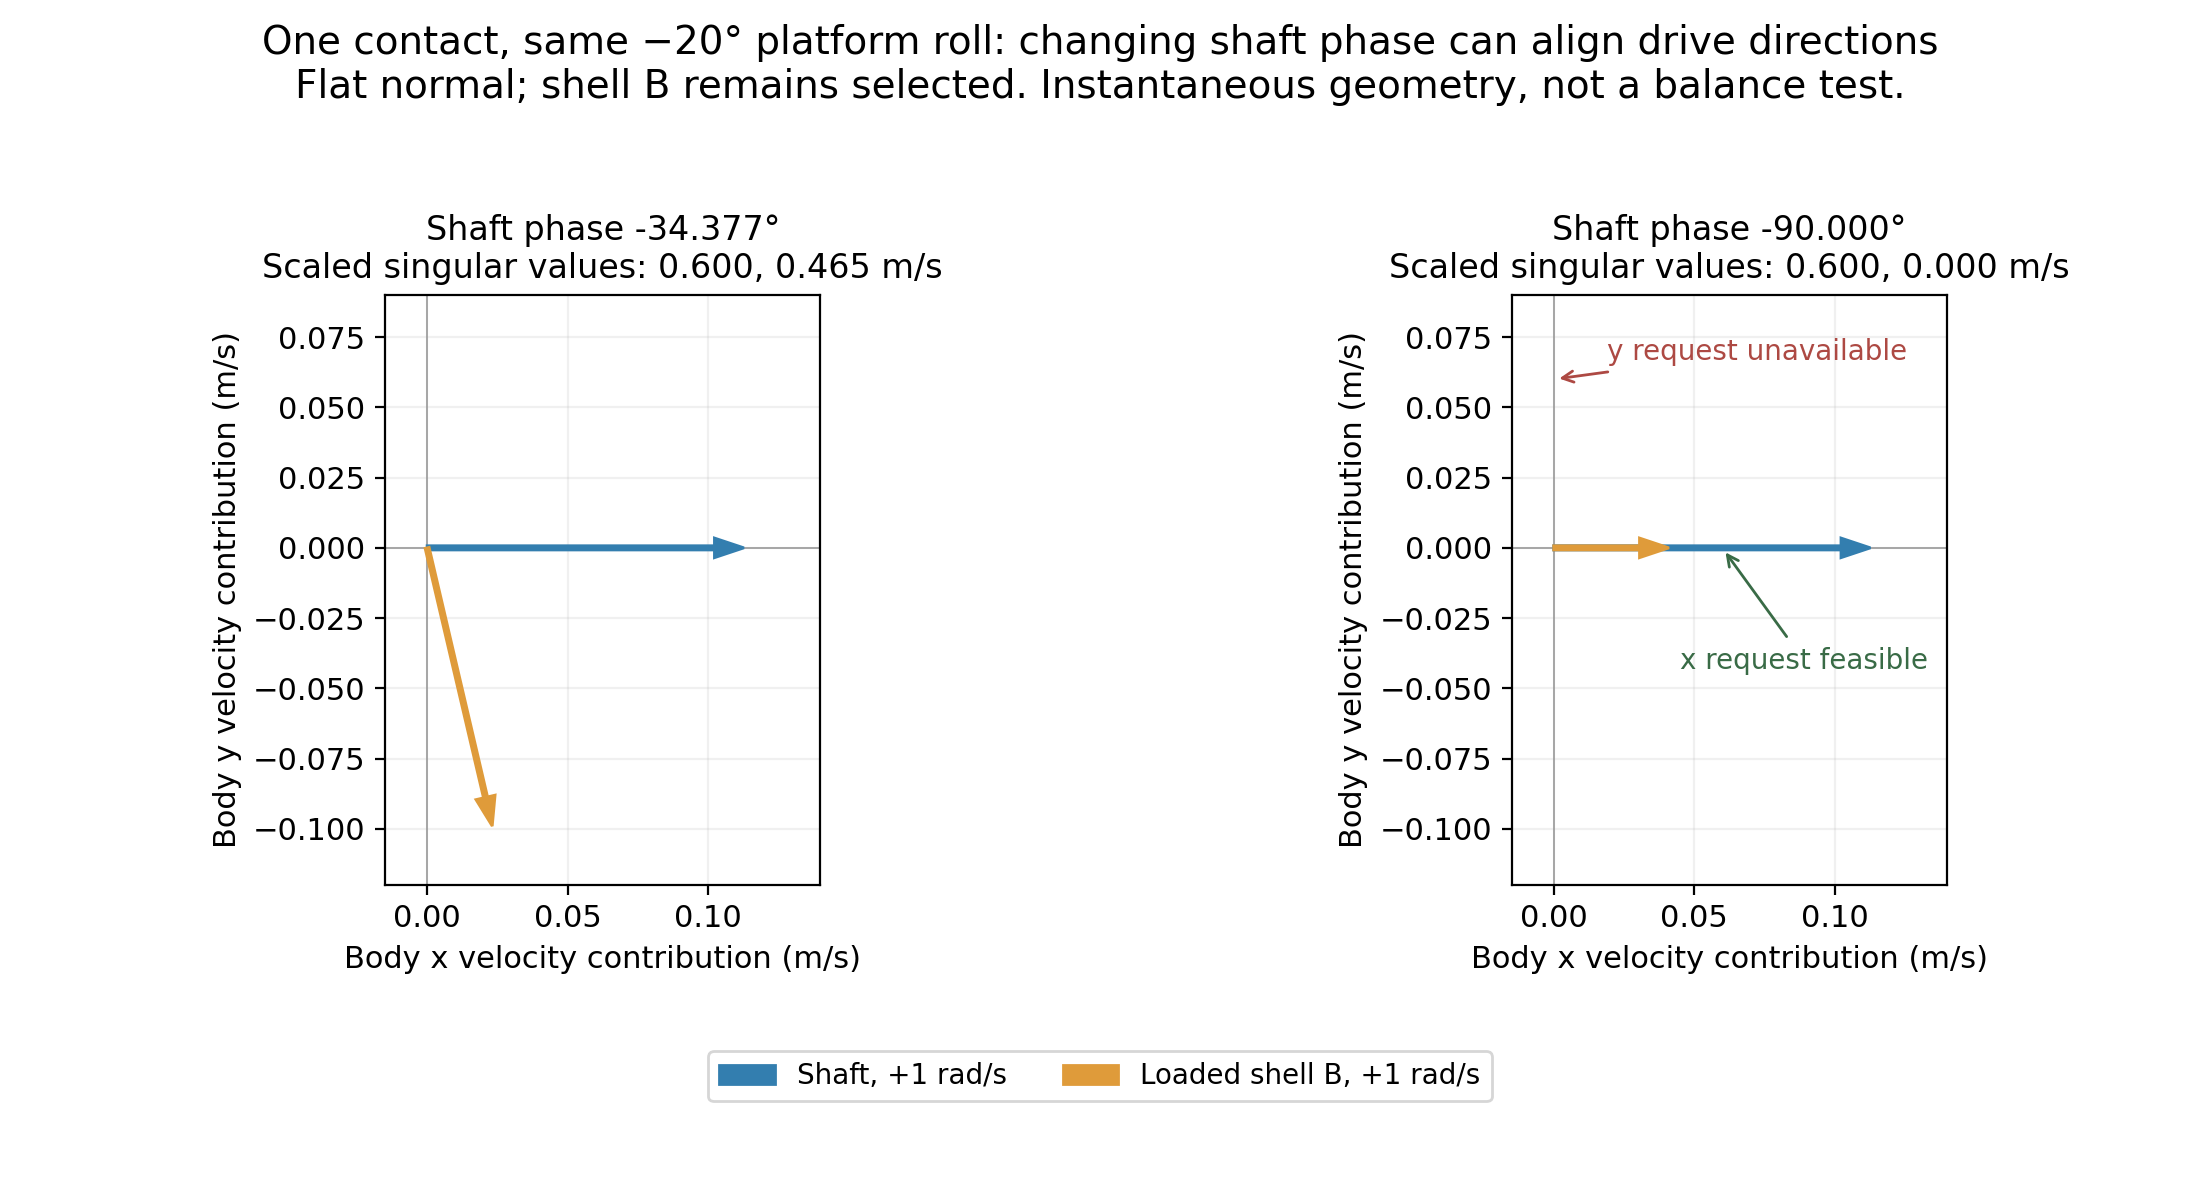 One contact, same −20° platform roll: changing shaft phase can align drive directions
Flat normal; shell B remains selected. Instantaneous geometry, not a balance test.
Shaft phase -34.377°
Scaled singular values: 0.600, 0.465 m/s
Body y velocity contribution (m/s)
0.075
0.050
0.025
0.000
−0.025
−0.050
−0.075
−0.100
0.00 0.05 0.10
Body x velocity contribution (m/s)
Shaft phase -90.000°
Scaled singular values: 0.600, 0.000 m/s
Body y velocity contribution (m/s)
0.075
0.050
0.025
0.000
−0.025
−0.050
−0.075
−0.100
y request unavailable
x request feasible
0.00 0.05 0.10
Body x velocity contribution (m/s)
Shaft, +1 rad/s
Loaded shell B, +1 rad/s